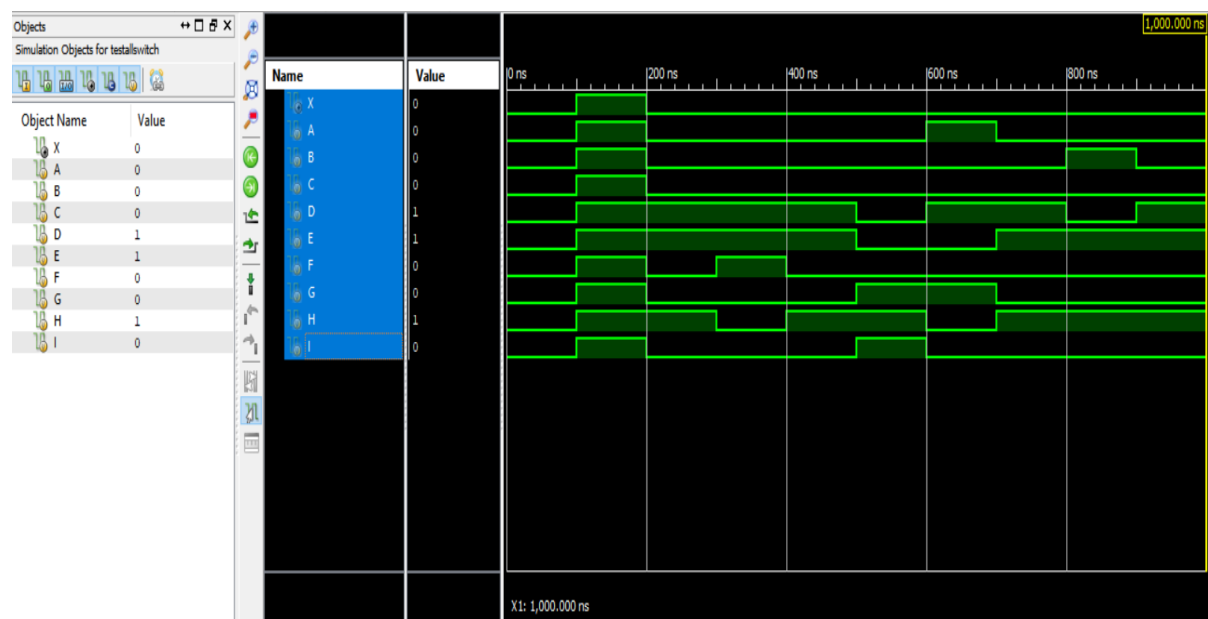 Objects
Simulation Objects for testallswitch
Object Name Value
X 0
A 0
B 0
C 0
D 1
E 1
F 0
G 0
H 1
I 0
Name Value
X 0
A 0
B 0
C 0
D 1
E 1
F 0
G 0
H 1
I 0
1,000.000 ns
0 ns 200 ns 400 ns 600 ns 800 ns
X1: 1,000.000 ns